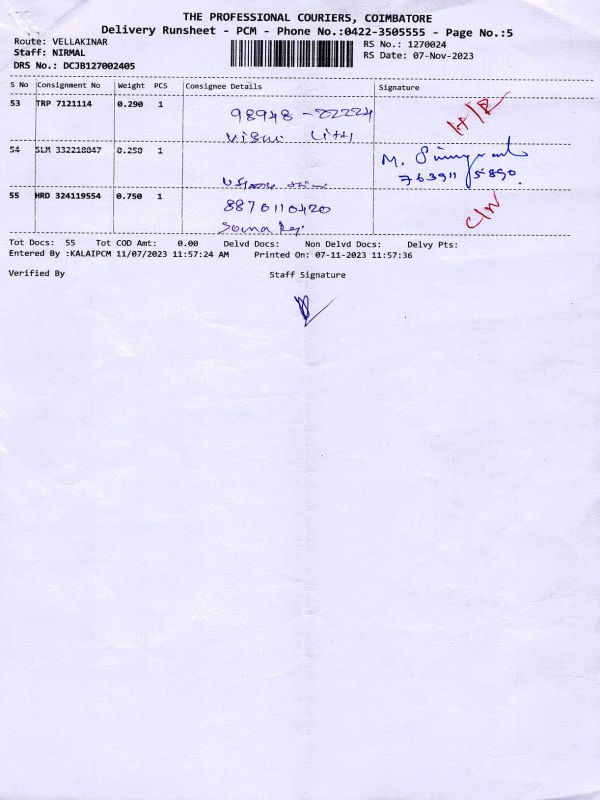 THE PROFESSIONAL COURIERS, COIMBATORE
Delivery Runsheet - PCM - Phone No.:0422-3505555 - Page No.:5
Route: VELLAKINAR RS No.: 1270024
Staff: NIRMAL RS Date: 07-Nov-2023
DRS No.: DCJB127002405
S No Consignment No Weight PCS Consignee Details Signature
53 TRP 7121114 0.290 1 98948-22224 H/R
54 SLM 332218047 0.250 1 M.
763911 5890.
55 HRD 324119554 0.750 1 8870110420 C/N
Tot Docs: 55 Tot COD Amt: 0.00 Delvd Docs: Non Delvd Docs: Delvy Pts:
Entered By :KALAIPCM 11/07/2023 11:57:24 AM Printed On: 07-11-2023 11:57:36
Verified By Staff Signature